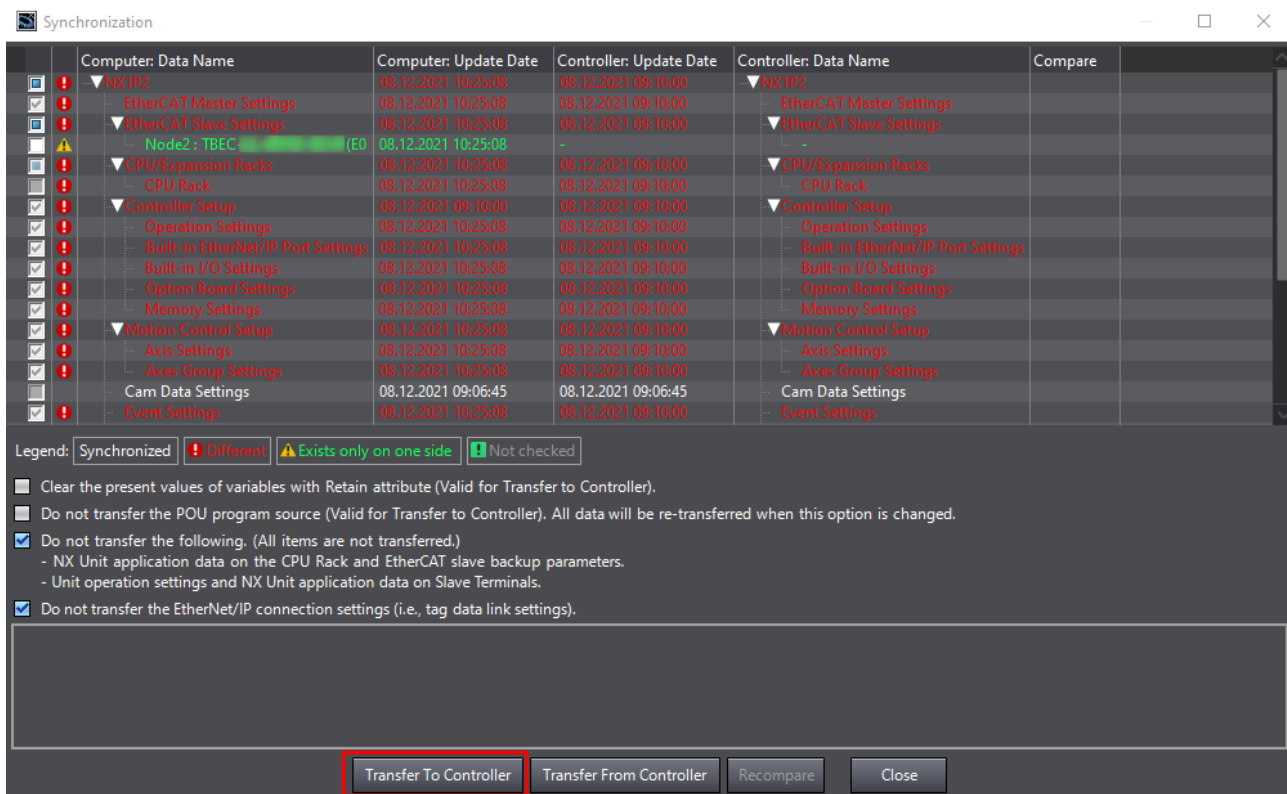 Synchronization
Computer: Data Name Computer: Update Date Controller: Update Date Controller: Data Name Compare
NX1P2 08.12.2021 10:25:08 08.12.2021 09:10:00 NX1P2
EtherCAT Master Settings 08.12.2021 10:25:08 08.12.2021 09:10:00 EtherCAT Master Settings
EtherCAT Slave Settings 08.12.2021 10:25:08 08.12.2021 09:10:00 EtherCAT Slave Settings
Node2 : TBEC- (E0 08.12.2021 10:25:08 - -
CPU/Expansion Racks 08.12.2021 10:25:08 08.12.2021 09:10:00 CPU/Expansion Racks
CPU Rack 08.12.2021 10:25:08 08.12.2021 09:10:00 CPU Rack
Controller Setup 08.12.2021 09:10:00 08.12.2021 09:10:00 Controller Setup
Operation Settings 08.12.2021 10:25:08 08.12.2021 09:10:00 Operation Settings
Built-in EtherNet/IP Port Settings 08.12.2021 10:25:08 08.12.2021 09:10:00 Built-in EtherNet/IP Port Settings
Built-in I/O Settings 08.12.2021 10:25:08 08.12.2021 09:10:00 Built-in I/O Settings
Option Board Settings 08.12.2021 10:25:08 08.12.2021 09:10:00 Option Board Settings
Memory Settings 08.12.2021 10:25:08 08.12.2021 09:10:00 Memory Settings
Motion Control Setup 08.12.2021 10:25:08 08.12.2021 09:10:00 Motion Control Setup
Axis Settings 08.12.2021 10:25:08 08.12.2021 09:10:00 Axis Settings
Axes Group Settings 08.12.2021 10:25:08 08.12.2021 09:10:00 Axes Group Settings
Cam Data Settings 08.12.2021 09:06:45 08.12.2021 09:06:45 Cam Data Settings
Event Settings 08.12.2021 10:25:08 08.12.2021 09:10:00 Event Settings
Legend: Synchronized Different Exists only on one side Not checked
Clear the present values of variables with Retain attribute (Valid for Transfer to Controller).
Do not transfer the POU program source (Valid for Transfer to Controller). All data will be re-transferred when this option is changed.
Do not transfer the following. (All items are not transferred.)
- NX Unit application data on the CPU Rack and EtherCAT slave backup parameters.
- Unit operation settings and NX Unit application data on Slave Terminals.
Do not transfer the EtherNet/IP connection settings (i.e., tag data link settings).
Transfer To Controller Transfer From Controller Recompare Close